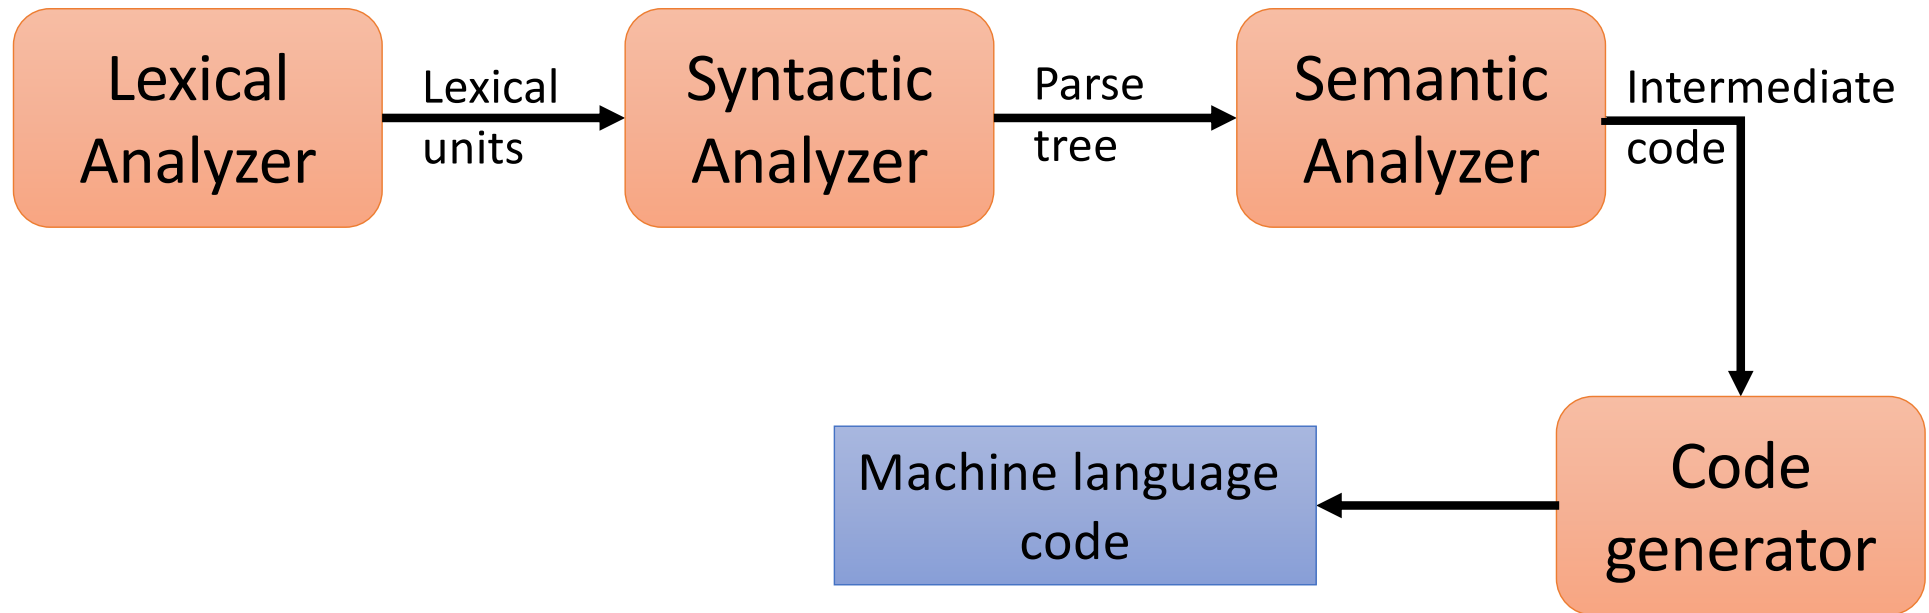 Lexical
Analyzer
Lexical
units
Syntactic
Analyzer
Parse
tree
Semantic
Analyzer
Intermediate
code
Code
generator
Machine language
code